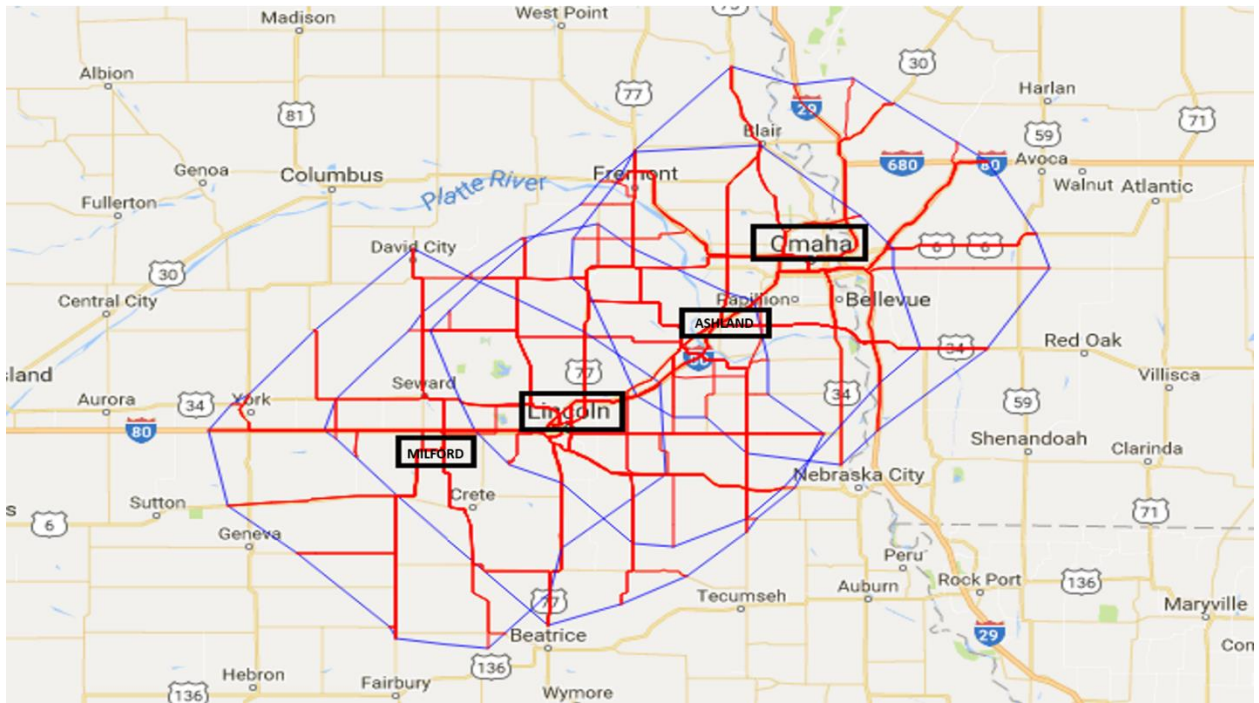 West Point
75
Madison
30
Albion
77
Harlan
29
81
71
59
Blair
680
80
Avoca
Genoa
Columbus
Fremont
Walnut
Atlantic
Platte River
Fullerton
David City
Omaha
6
6
30
Central City
Papillion
Bellevue
ASHLAND
34
Red Oak
sland
77
80
Villisca
Seward
Aurora
34
York
34
59
Lincoln
80
Shenandoah
MILFORD
Clarinda
Nebraska City
Sutton
Crete
s
6
71
Geneva
Peru
Rock Port
136
77
Auburn
Tecumseh
Maryville
Beatrice
29
136
Com
Hebron
Fairbury
136
Wymore